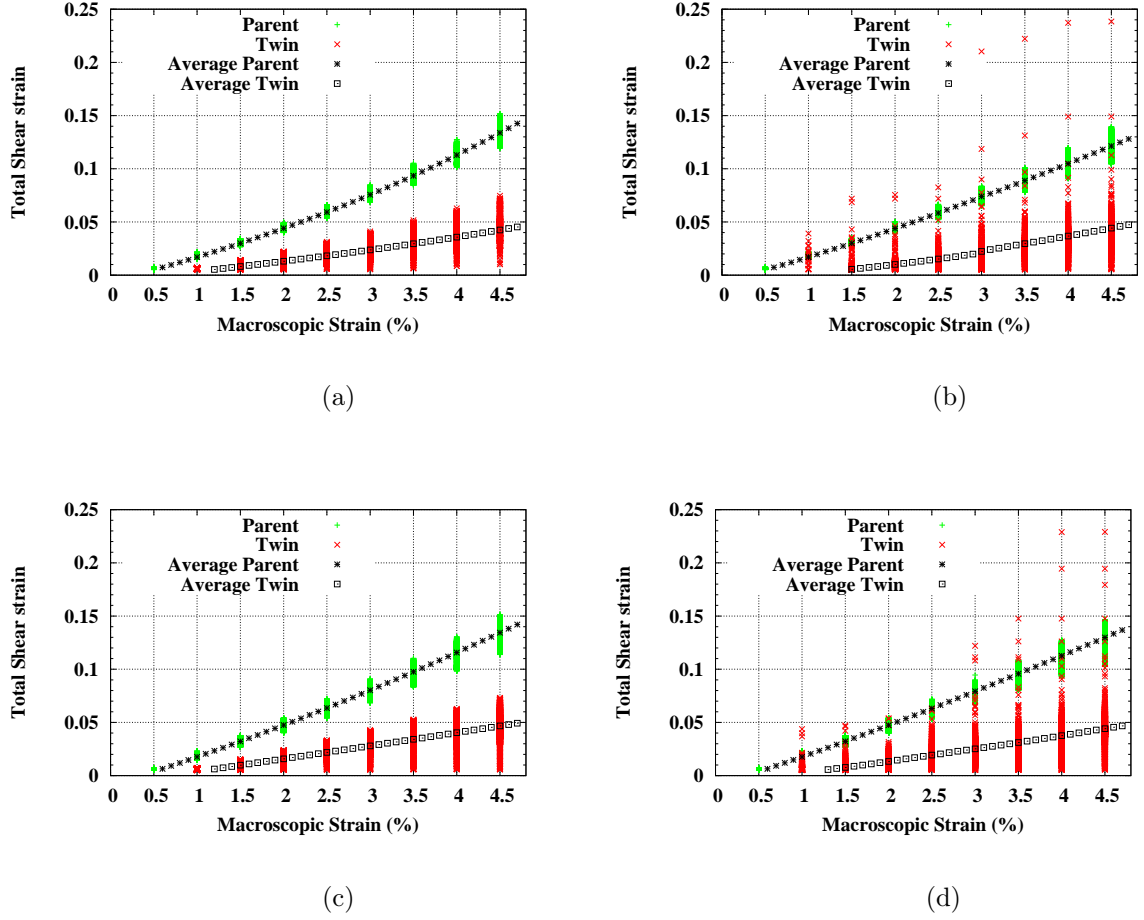 0.25
0.2
0.15
0.1
0.05
0
0 0.5 1 1.5 2 2.5 3 3.5 4 4.5
Total Shear strain
Macroscopic Strain (%)
Parent
Twin
Average Parent
Average Twin
(a)
0.25
0.2
0.15
0.1
0.05
0
0 0.5 1 1.5 2 2.5 3 3.5 4 4.5
Total Shear strain
Macroscopic Strain (%)
Parent
Twin
Average Parent
Average Twin
(b)
0.25
0.2
0.15
0.1
0.05
0
0 0.5 1 1.5 2 2.5 3 3.5 4 4.5
Total Shear strain
Macroscopic Strain (%)
Parent
Twin
Average Parent
Average Twin
(c)
0.25
0.2
0.15
0.1
0.05
0
0 0.5 1 1.5 2 2.5 3 3.5 4 4.5
Total Shear strain
Macroscopic Strain (%)
Parent
Twin
Average Parent
Average Twin
(d)